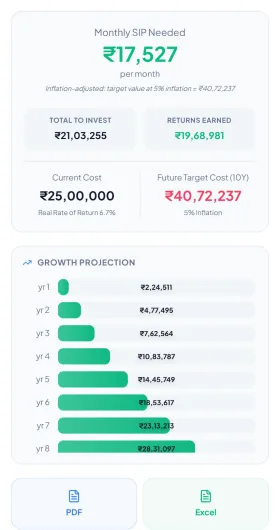 Monthly SIP Needed
₹17,527
per month
Inflation-adjusted: target value at 5% inflation = ₹40,72,237
TOTAL TO INVEST
₹21,03,255
RETURNS EARNED
₹19,68,981
Current Cost
₹25,00,000
Real Rate of Return 6.7%
Future Target Cost (10Y)
₹40,72,237
5% Inflation
GROWTH PROJECTION
yr 1 ₹2,24,511
yr 2 ₹4,77,495
yr 3 ₹7,62,564
yr 4 ₹10,83,787
yr 5 ₹14,45,749
yr 6 ₹18,53,617
yr 7 ₹23,13,213
yr 8 ₹28,31,097
PDF
Excel